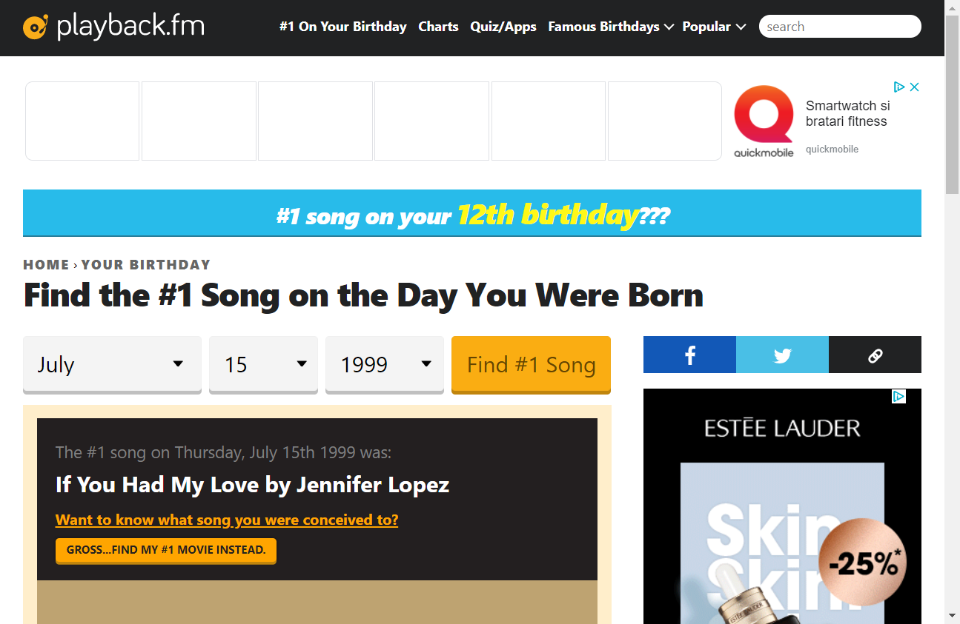 playback.fm
#1 On Your Birthday Charts Quiz/Apps Famous Birthdays Popular search
Smartwatch si
bratari fitness
quickmobile
quickmobile
#1 song on your 12th birthday???
HOME › YOUR BIRTHDAY
Find the #1 Song on the Day You Were Born
July 15 1999 Find #1 Song
The #1 song on Thursday, July 15th 1999 was:
If You Had My Love by Jennifer Lopez
Want to know what song you were conceived to?
GROSS...FIND MY #1 MOVIE INSTEAD.
ESTĒE LAUDER
Skin
Skin
-25%*